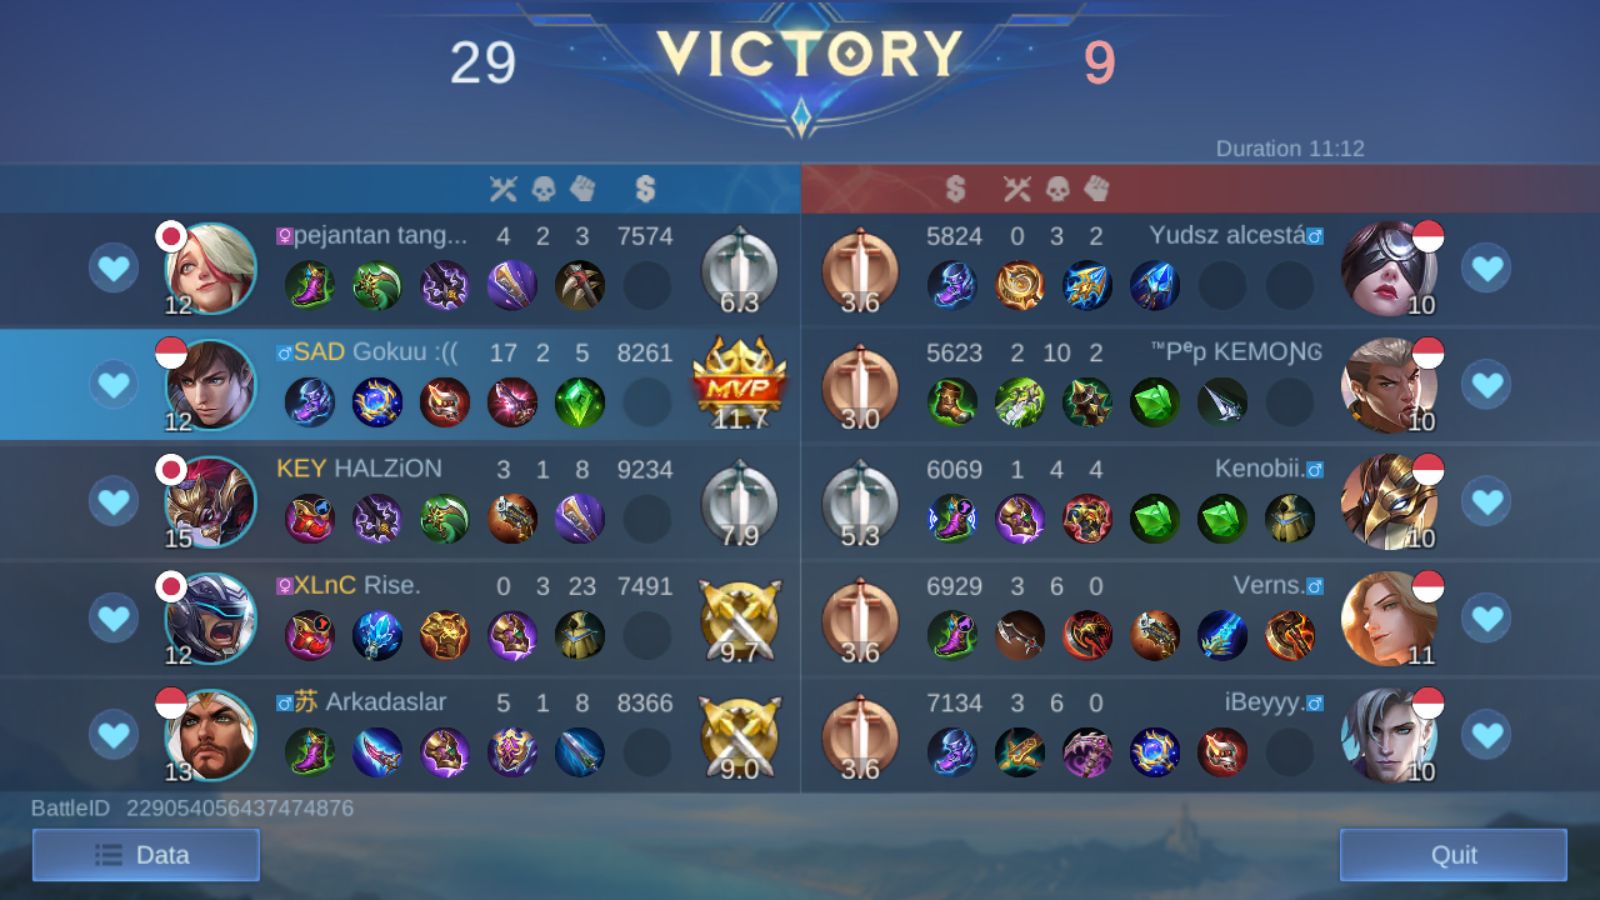 29
VICTORY
9
Duration 11:12
pejantan tang... 4 2 3 7574
12
6.3
5824 0 3 2 Yudsz alcestá
3.6
10
SAD Gokuu :(( 17 2 5 8261
12
MVP
11.7
5623 2 10 2 ™Pᵉp KEMOƝG
3.0
10
KEY HALZiON 3 1 8 9234
15
7.9
6069 1 4 4 Kenobii.
5.3
10
XLnC Rise. 0 3 23 7491
12
9.7
6929 3 6 0 Verns.
3.6
11
苏 Arkadaslar 5 1 8 8366
13
9.0
7134 3 6 0 iBeyyy.
3.6
10
BattleID 229054056437474876
Data
Quit